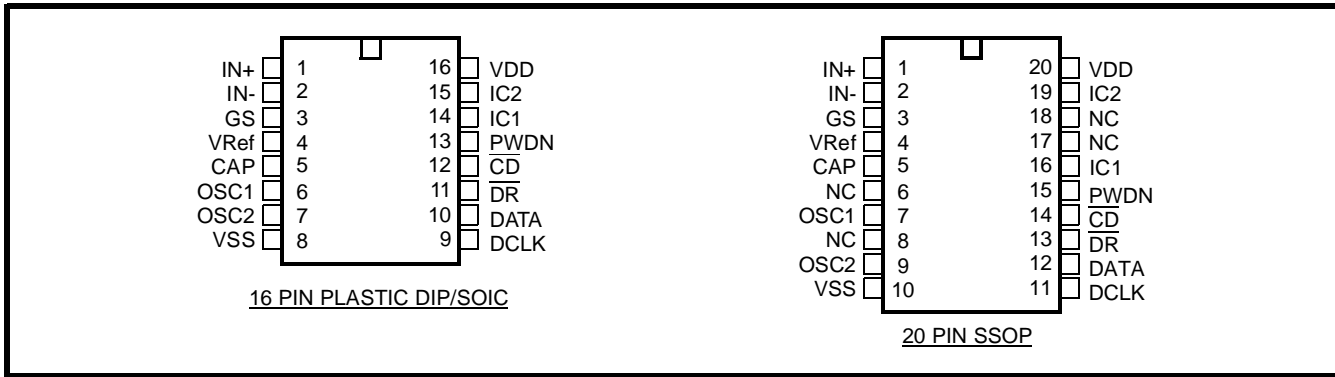 IN+ 1 16 VDD
IN- 2 15 IC2
GS 3 14 IC1
VRef 4 13 PWDN
CAP 5 12 C̅D̅
OSC1 6 11 D̅R̅
OSC2 7 10 DATA
VSS 8 9 DCLK
16 PIN PLASTIC DIP/SOIC
IN+ 1 20 VDD
IN- 2 19 IC2
GS 3 18 NC
VRef 4 17 NC
CAP 5 16 IC1
NC 6 15 PWDN
OSC1 7 14 C̅D̅
NC 8 13 D̅R̅
OSC2 9 12 DATA
VSS 10 11 DCLK
20 PIN SSOP